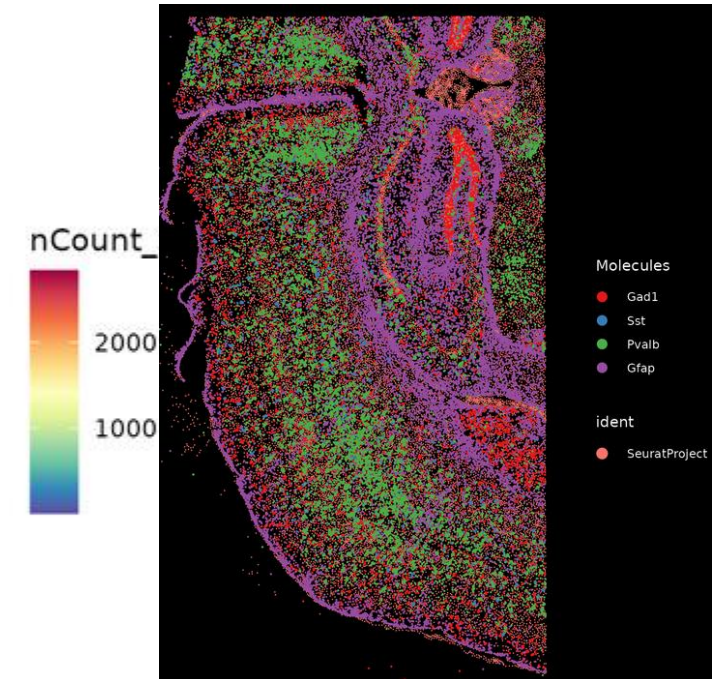 nCount_
2000
1000
Molecules
Gad1
Sst
Pvalb
Gfap
ident
SeuratProject